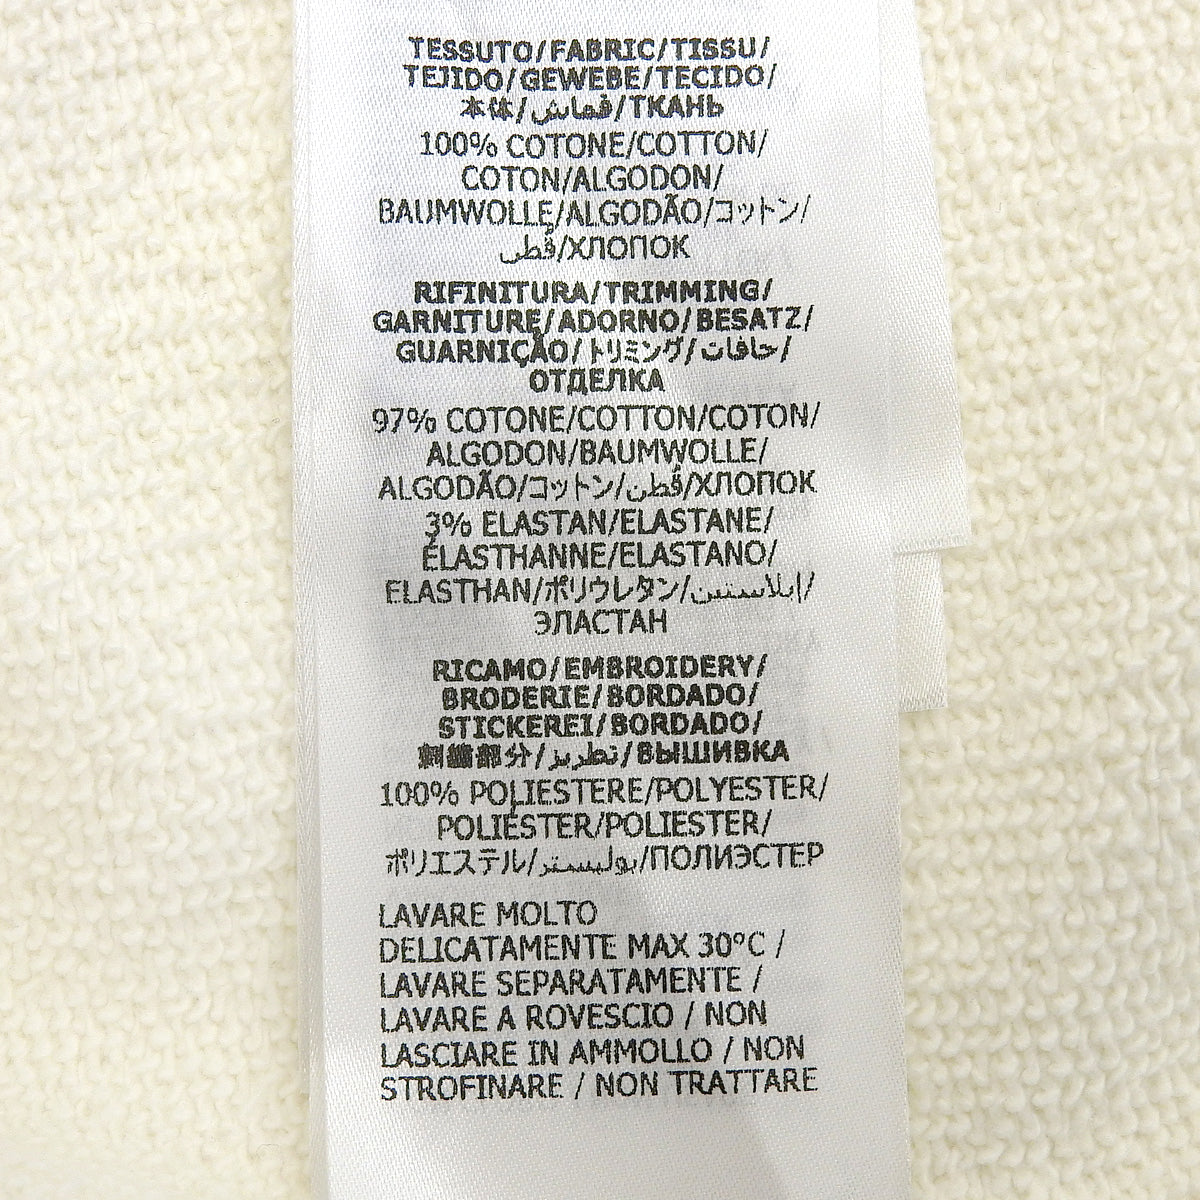 TESSUTO/FABRIC/TISSU/
TEJIDO/GEWEBE/TECIDO/
本体/قماش/ТКАНЬ
100% COTONE/COTTON/
COTON/ALGODON/
BAUMWOLLE/ALGODÃO/コットン/
قُطن/ХЛОПОК
RIFINITURA/TRIMMING/
GARNITURE/ADORNO/BESATZ/
GUARNIÇÃO/トリミング/حافات/
ОТДЕЛКА
97% COTONE/COTTON/COTON/
ALGODON/BAUMWOLLE/
ALGODÃO/コットン/قُطن/ХЛОПОК
3% ELASTAN/ELASTANE/
ÉLASTHANNE/ELASTANO/
ELASTHAN/ポリウレタン/إيلاستين/
ЭЛАСТАН
RICAMO/EMBROIDERY/
BRODERIE/BORDADO/
STICKEREI/BORDADO/
刺繍部分/تطريز/ВЫШИВКА
100% POLIESTERE/POLYESTER/
POLIÉSTER/POLIESTER/
ポリエステル/بوليستر/ПОЛИЭСТЕР
LAVARE MOLTO
DELICATAMENTE MAX 30°C /
LAVARE SEPARATAMENTE /
LAVARE A ROVESCIO / NON
LASCIARE IN AMMOLLO / NON
STROFINARE / NON TRATTARE